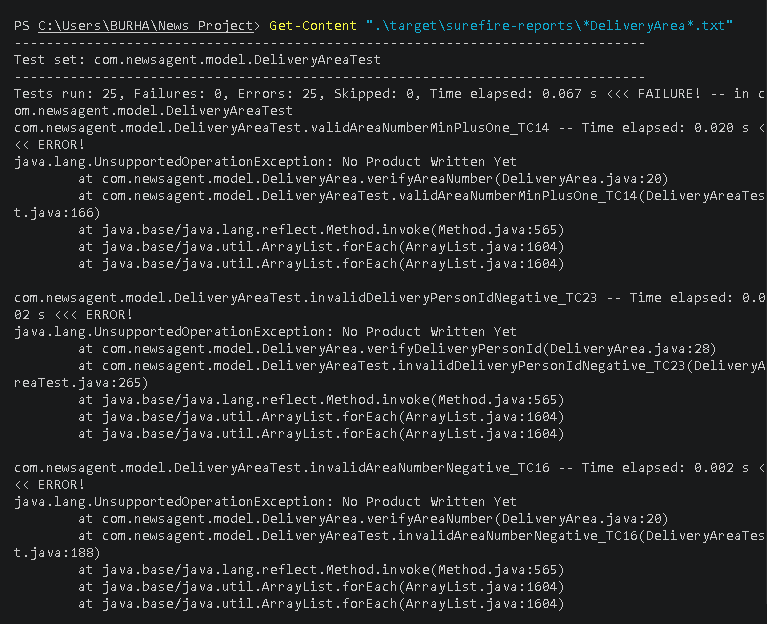 PS C:\Users\BURHA\News Project> Get-Content ".\target\surefire-reports\*DeliveryArea*.txt"
-------------------------------------------------------------------------------
Test set: com.newsagent.model.DeliveryAreaTest
-------------------------------------------------------------------------------
Tests run: 25, Failures: 0, Errors: 25, Skipped: 0, Time elapsed: 0.067 s <<< FAILURE! -- in c
om.newsagent.model.DeliveryAreaTest
com.newsagent.model.DeliveryAreaTest.validAreaNumberMinPlusOne_TC14 -- Time elapsed: 0.020 s <
<< ERROR!
java.lang.UnsupportedOperationException: No Product Written Yet
        at com.newsagent.model.DeliveryArea.verifyAreaNumber(DeliveryArea.java:20)
        at com.newsagent.model.DeliveryAreaTest.validAreaNumberMinPlusOne_TC14(DeliveryAreaTes
t.java:166)
        at java.base/java.lang.reflect.Method.invoke(Method.java:565)
        at java.base/java.util.ArrayList.forEach(ArrayList.java:1604)
        at java.base/java.util.ArrayList.forEach(ArrayList.java:1604)

com.newsagent.model.DeliveryAreaTest.invalidDeliveryPersonIdNegative_TC23 -- Time elapsed: 0.0
02 s <<< ERROR!
java.lang.UnsupportedOperationException: No Product Written Yet
        at com.newsagent.model.DeliveryArea.verifyDeliveryPersonId(DeliveryArea.java:28)
        at com.newsagent.model.DeliveryAreaTest.invalidDeliveryPersonIdNegative_TC23(DeliveryA
reaTest.java:265)
        at java.base/java.lang.reflect.Method.invoke(Method.java:565)
        at java.base/java.util.ArrayList.forEach(ArrayList.java:1604)
        at java.base/java.util.ArrayList.forEach(ArrayList.java:1604)

com.newsagent.model.DeliveryAreaTest.invalidAreaNumberNegative_TC16 -- Time elapsed: 0.002 s <
<< ERROR!
java.lang.UnsupportedOperationException: No Product Written Yet
        at com.newsagent.model.DeliveryArea.verifyAreaNumber(DeliveryArea.java:20)
        at com.newsagent.model.DeliveryAreaTest.invalidAreaNumberNegative_TC16(DeliveryAreaTes
t.java:188)
        at java.base/java.lang.reflect.Method.invoke(Method.java:565)
        at java.base/java.util.ArrayList.forEach(ArrayList.java:1604)
        at java.base/java.util.ArrayList.forEach(ArrayList.java:1604)